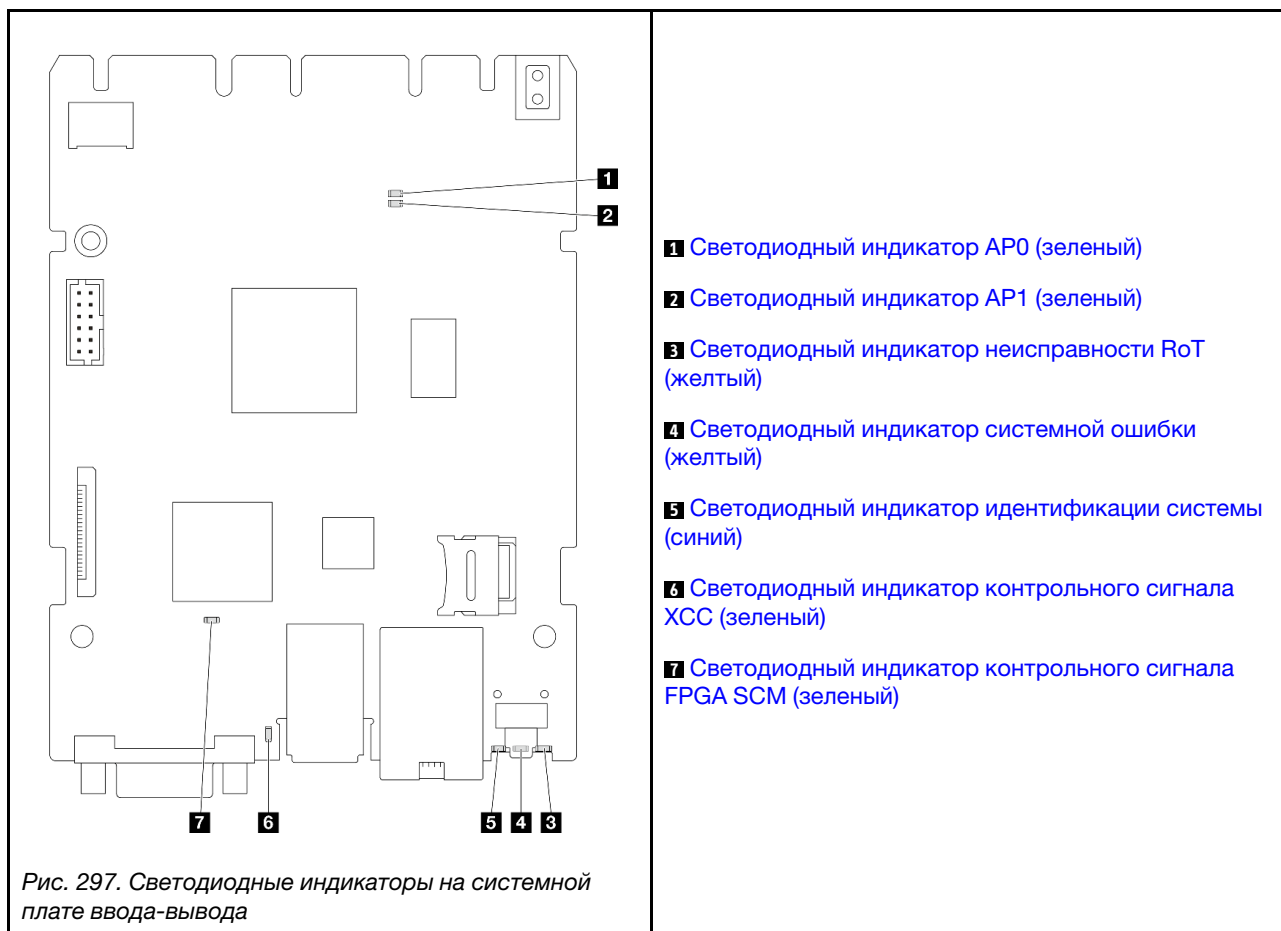 1
2
7
6
5
4
3
Рис. 297. Светодиодные индикаторы на системной
плате ввода-вывода
1 Светодиодный индикатор AP0 (зеленый)
2 Светодиодный индикатор AP1 (зеленый)
3 Светодиодный индикатор неисправности RoT
(желтый)
4 Светодиодный индикатор системной ошибки
(желтый)
5 Светодиодный индикатор идентификации системы
(синий)
6 Светодиодный индикатор контрольного сигнала
XCC (зеленый)
7 Светодиодный индикатор контрольного сигнала
FPGA SCM (зеленый)